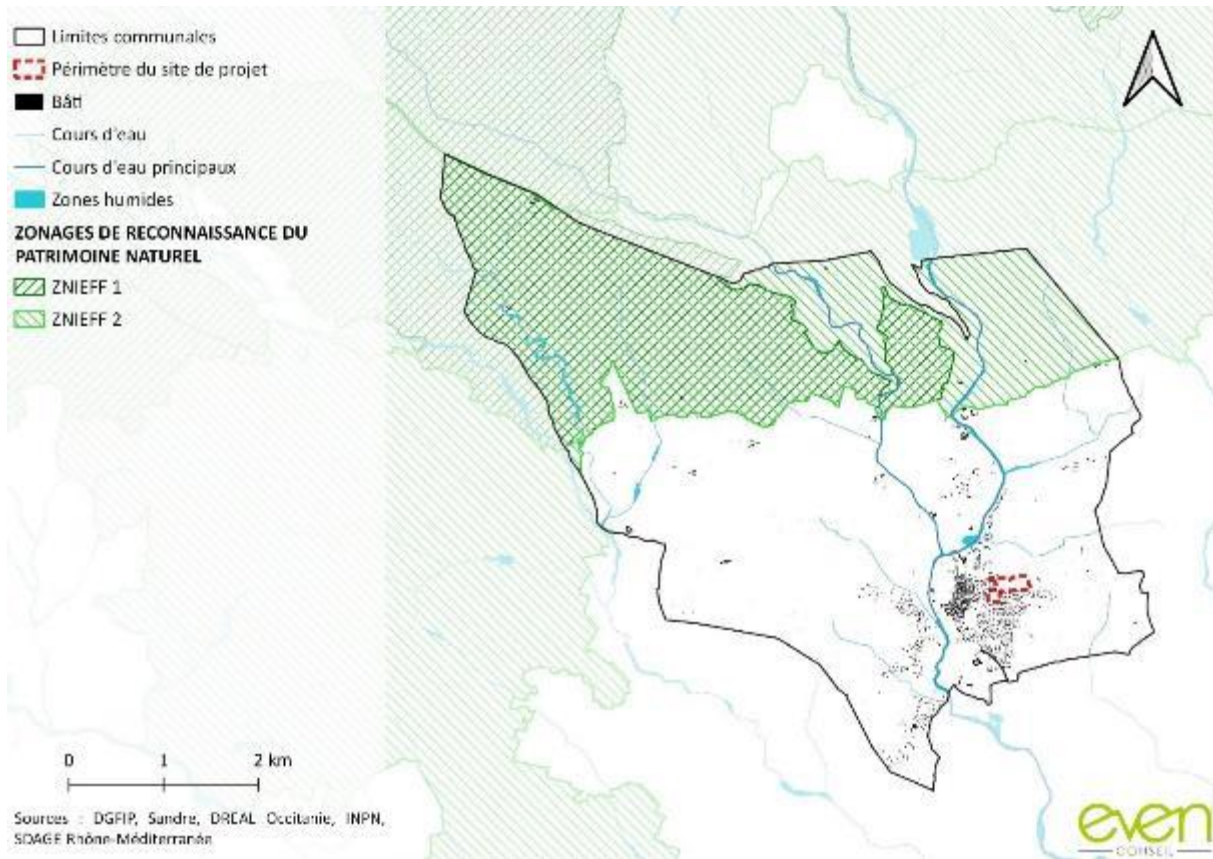 Limites communales
Périmètre du site de projet
Bâti
Cours d'eau
Cours d'eau principaux
Zones humides
ZONAGES DE RECONNAISSANCE DU
PATRIMOINE NATUREL
ZNIEFF 1
ZNIEFF 2
0 1 2 km
Sources : DGFIP, Sandre, DREAL Occitanie, INPN,
SDAGE Rhône-Méditerranée
even
CONSEIL